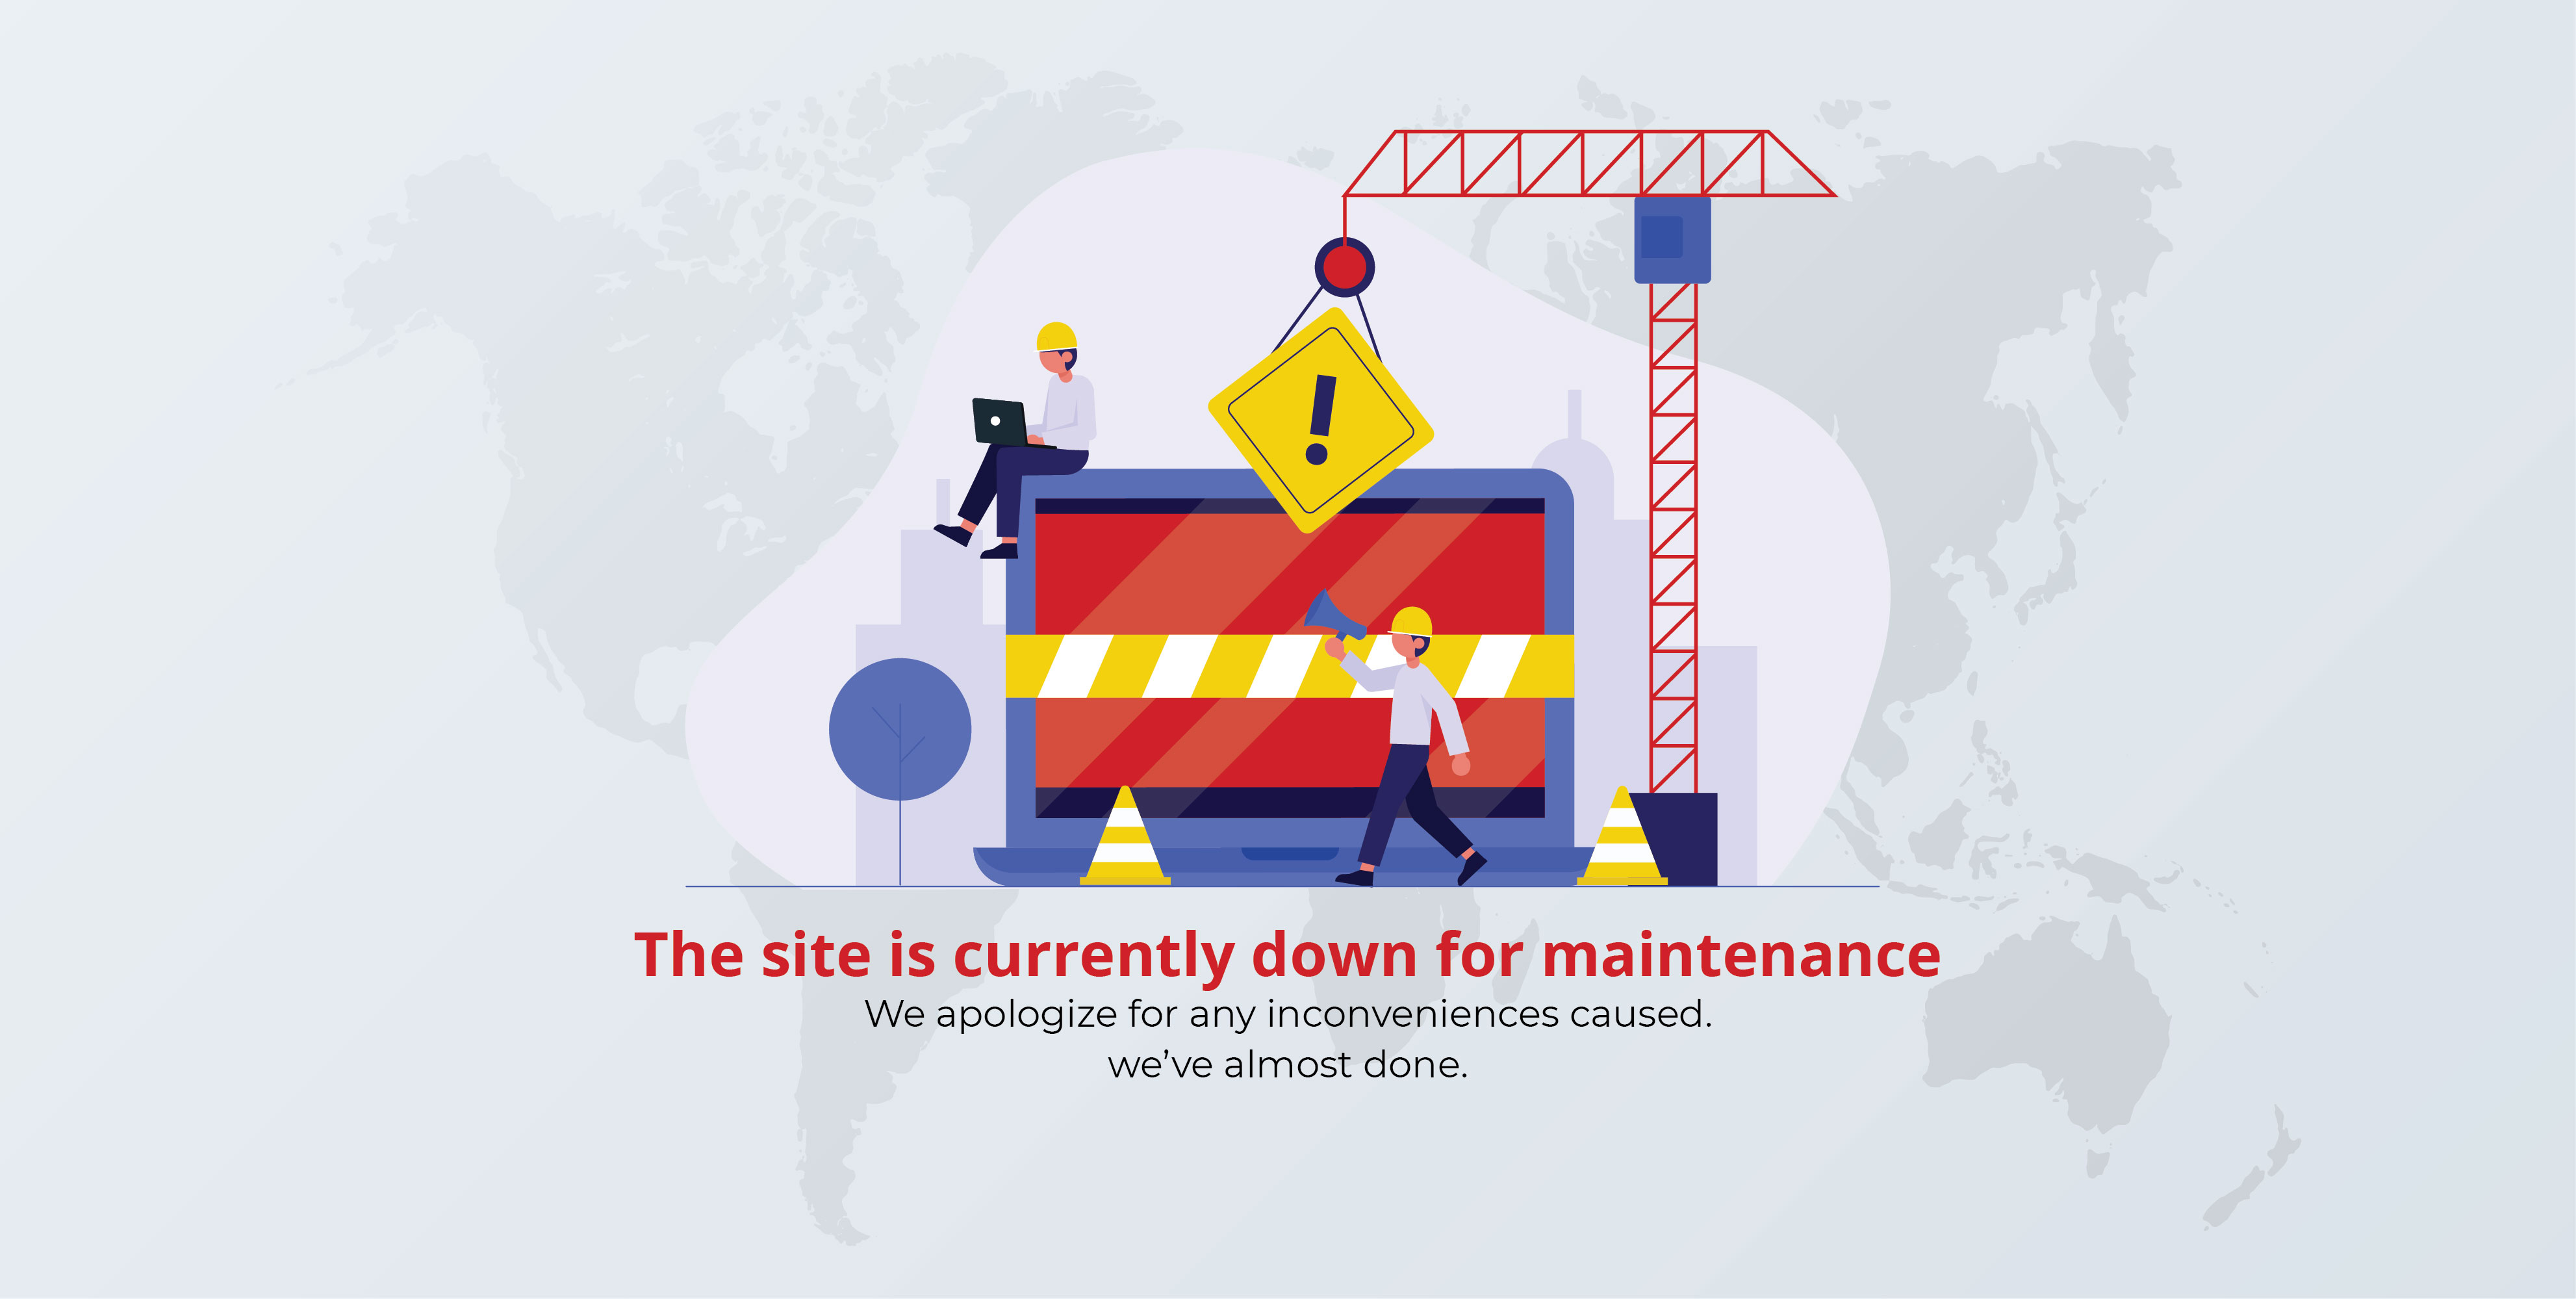 !
The site is currently down for maintenance
We apologize for any inconveniences caused.
we’ve almost done.